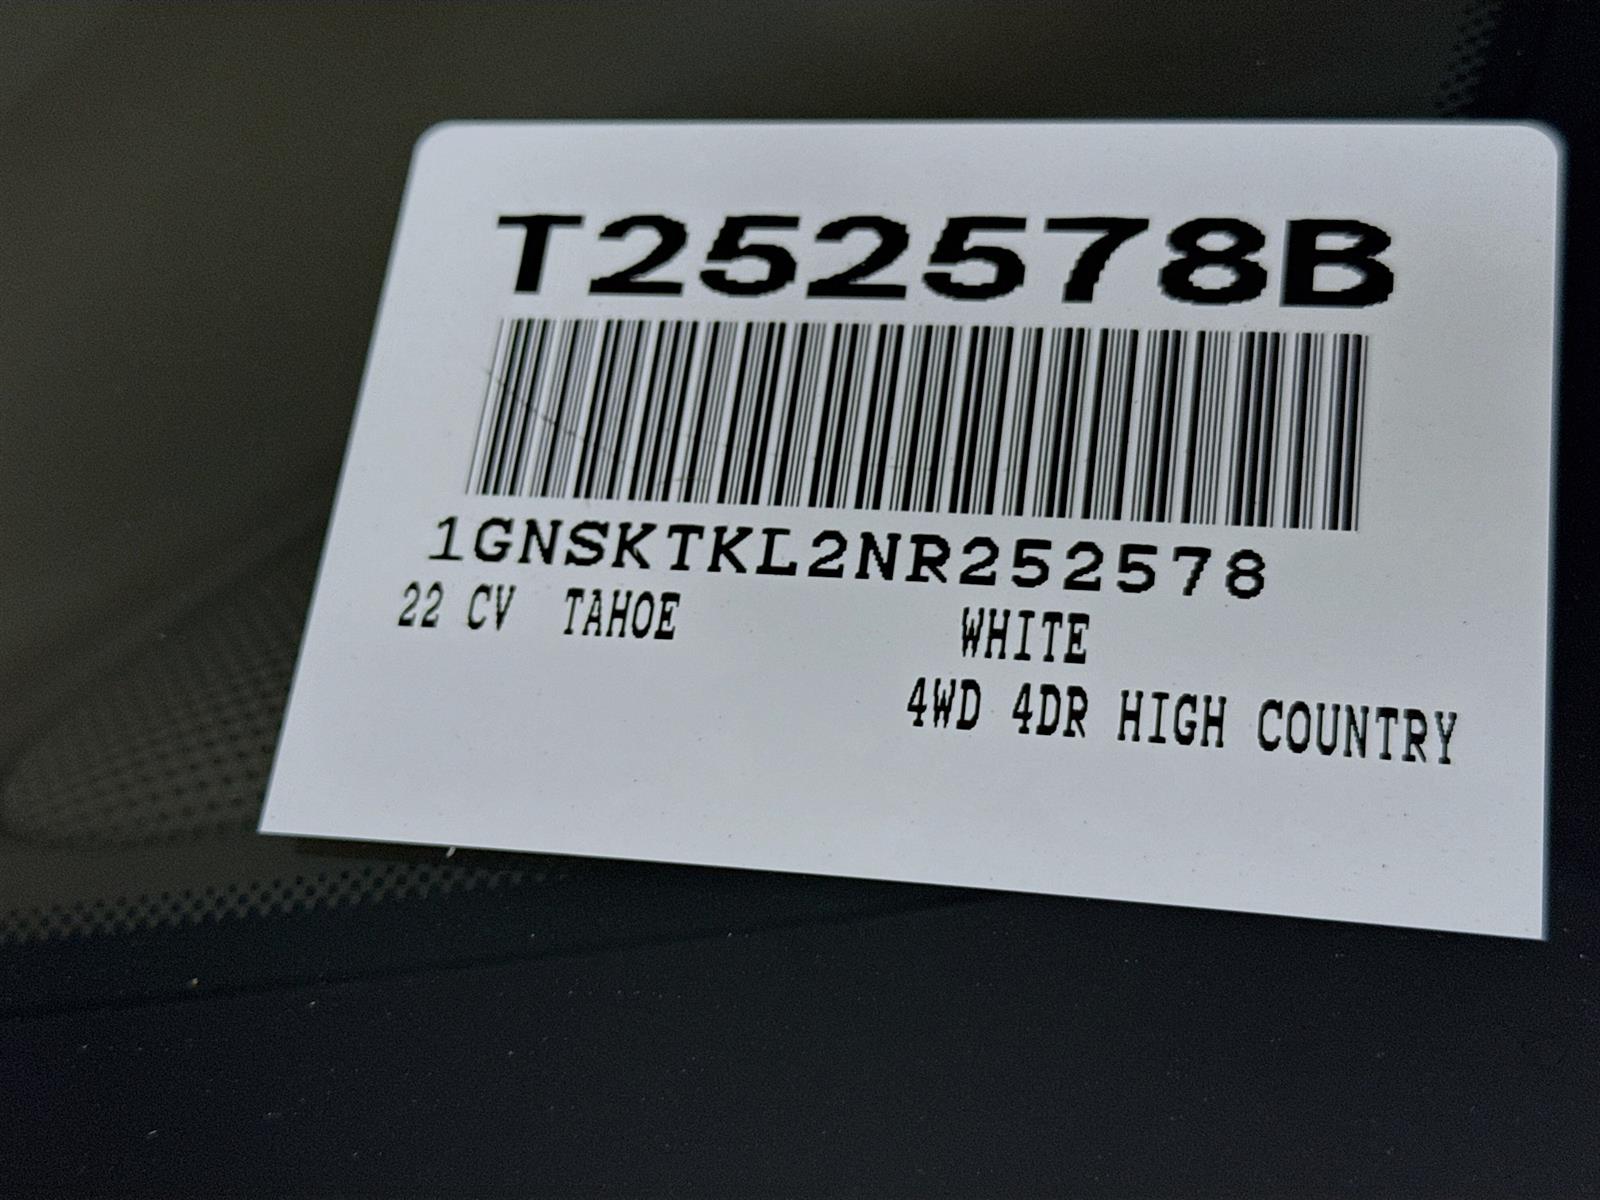 T252578B
1GNSKTKL2NR252578
22 CV TAHOE WHITE
4WD 4DR HIGH COUNTRY